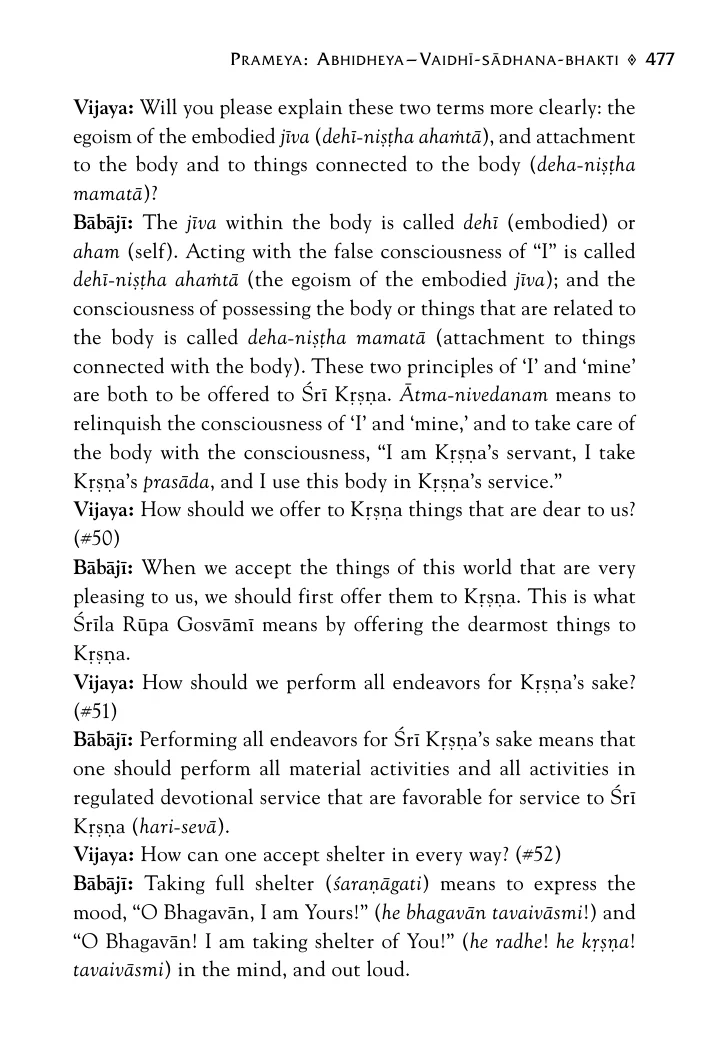 PRAMEYA: ABHIDHEYA–VAIDHĪ-SĀDHANA-BHAKTI ◊ 477
Vijaya: Will you please explain these two terms more clearly: the
egoism of the embodied jīva (dehī-niṣṭha ahaṁtā), and attachment
to the body and to things connected to the body (deha-niṣṭha
mamatā)?
Bābājī: The jīva within the body is called dehī (embodied) or
aham (self). Acting with the false consciousness of “I” is called
dehī-niṣṭha ahaṁtā (the egoism of the embodied jīva); and the
consciousness of possessing the body or things that are related to
the body is called deha-niṣṭha mamatā (attachment to things
connected with the body). These two principles of ‘I’ and ‘mine’
are both to be offered to Śrī Kṛṣṇa. Ātma-nivedanam means to
relinquish the consciousness of ‘I’ and ‘mine,’ and to take care of
the body with the consciousness, “I am Kṛṣṇa’s servant, I take
Kṛṣṇa’s prasāda, and I use this body in Kṛṣṇa’s service.”
Vijaya: How should we offer to Kṛṣṇa things that are dear to us?
(#50)
Bābājī: When we accept the things of this world that are very
pleasing to us, we should first offer them to Kṛṣṇa. This is what
Śrīla Rūpa Gosvāmī means by offering the dearmost things to
Kṛṣṇa.
Vijaya: How should we perform all endeavors for Kṛṣṇa’s sake?
(#51)
Bābājī: Performing all endeavors for Śrī Kṛṣṇa’s sake means that
one should perform all material activities and all activities in
regulated devotional service that are favorable for service to Śrī
Kṛṣṇa (hari-sevā).
Vijaya: How can one accept shelter in every way? (#52)
Bābājī: Taking full shelter (śaraṇāgati) means to express the
mood, “O Bhagavān, I am Yours!” (he bhagavān tavaivāsmi!) and
“O Bhagavān! I am taking shelter of You!” (he radhe! he kṛṣṇa!
tavaivāsmi) in the mind, and out loud.